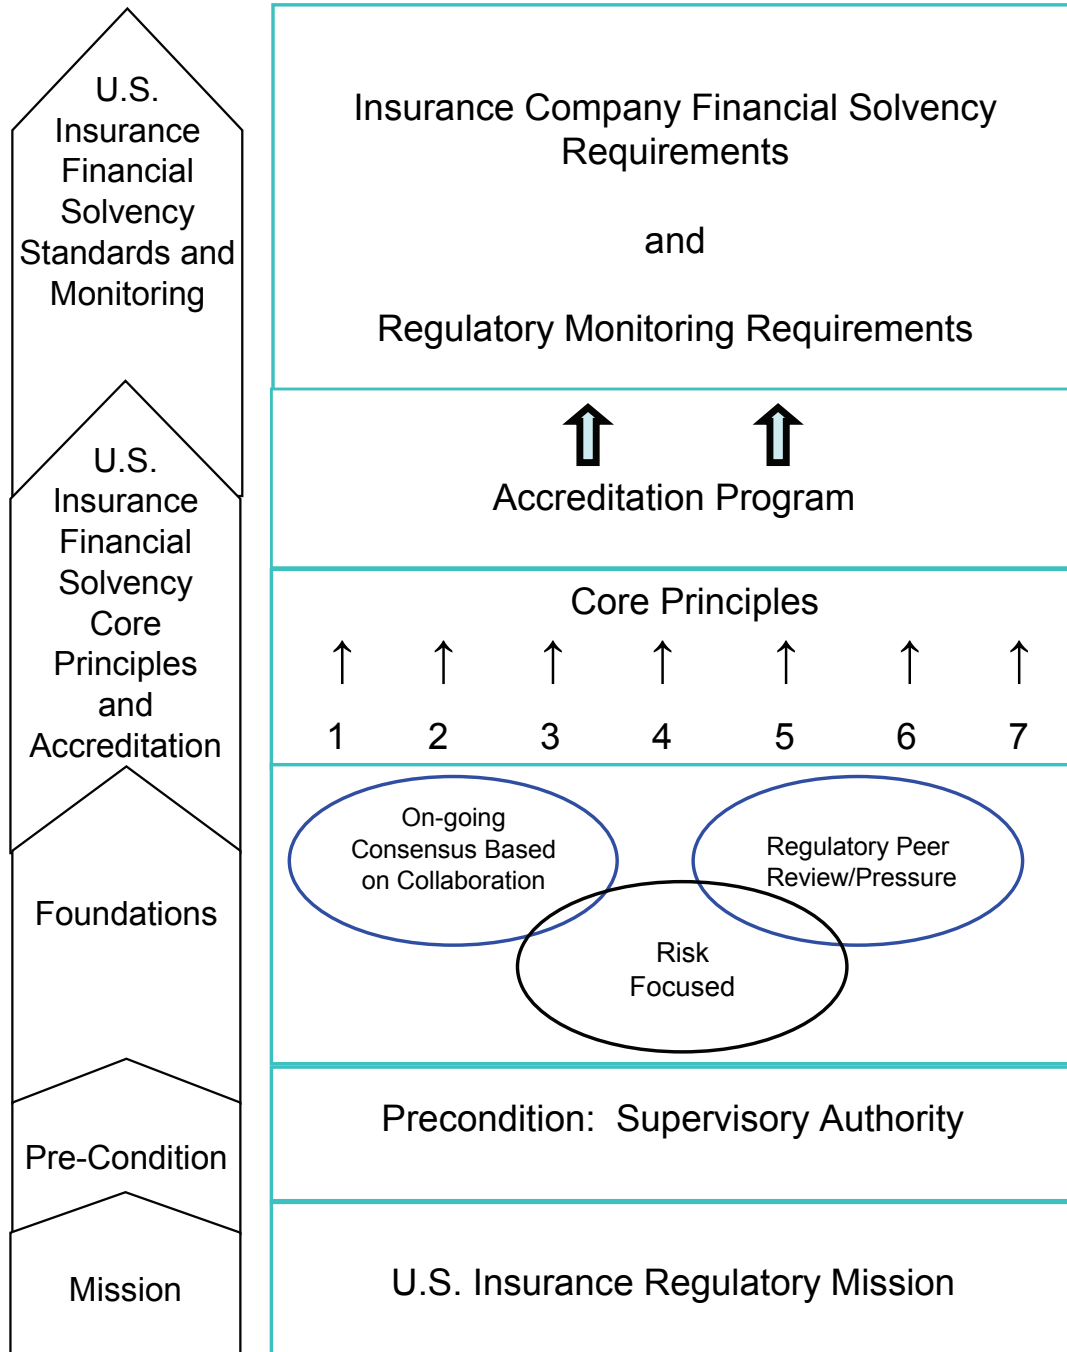 U.S.
Insurance
Financial
Solvency
Standards and
Monitoring
Insurance Company Financial Solvency
Requirements
and
Regulatory Monitoring Requirements
U.S.
Insurance
Financial
Solvency
Core
Principles
and
Accreditation
Accreditation Program
Core Principles
↑ ↑ ↑ ↑ ↑ ↑ ↑
1 2 3 4 5 6 7
Foundations
On-going
Consensus Based
on Collaboration
Regulatory Peer
Review/Pressure
Risk
Focused
Pre-Condition
Precondition:  Supervisory Authority
Mission
U.S. Insurance Regulatory Mission